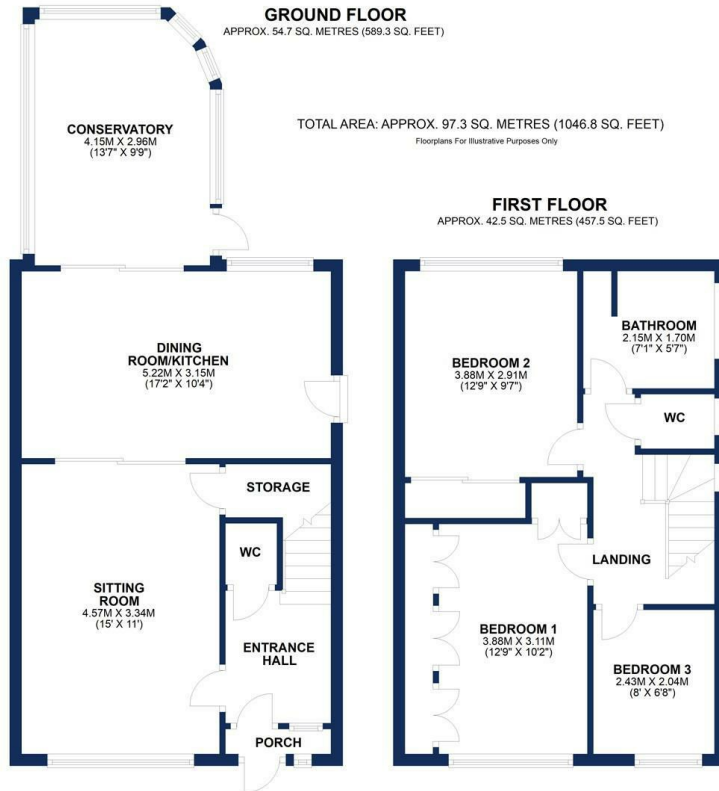 GROUND FLOOR
APPROX. 54.7 SQ. METRES (589.3 SQ. FEET)
CONSERVATORY
4.15M X 2.96M
(13'7" X 9'9")
TOTAL AREA: APPROX. 97.3 SQ. METRES (1046.8 SQ. FEET)
Floorplans For Illustrative Purposes Only
FIRST FLOOR
APPROX. 42.5 SQ. METRES (457.5 SQ. FEET)
DINING
ROOM/KITCHEN
5.22M X 3.15M
(17'2" X 10'4")
STORAGE
WC
SITTING
ROOM
4.57M X 3.34M
(15' X 11')
ENTRANCE
HALL
PORCH
BATHROOM
2.15M X 1.70M
(7'1" X 5'7")
BEDROOM 2
3.88M X 2.91M
(12'9" X 9'7")
WC
LANDING
BEDROOM 1
3.88M X 3.11M
(12'9" X 10'2")
BEDROOM 3
2.43M X 2.04M
(8' X 6'8")